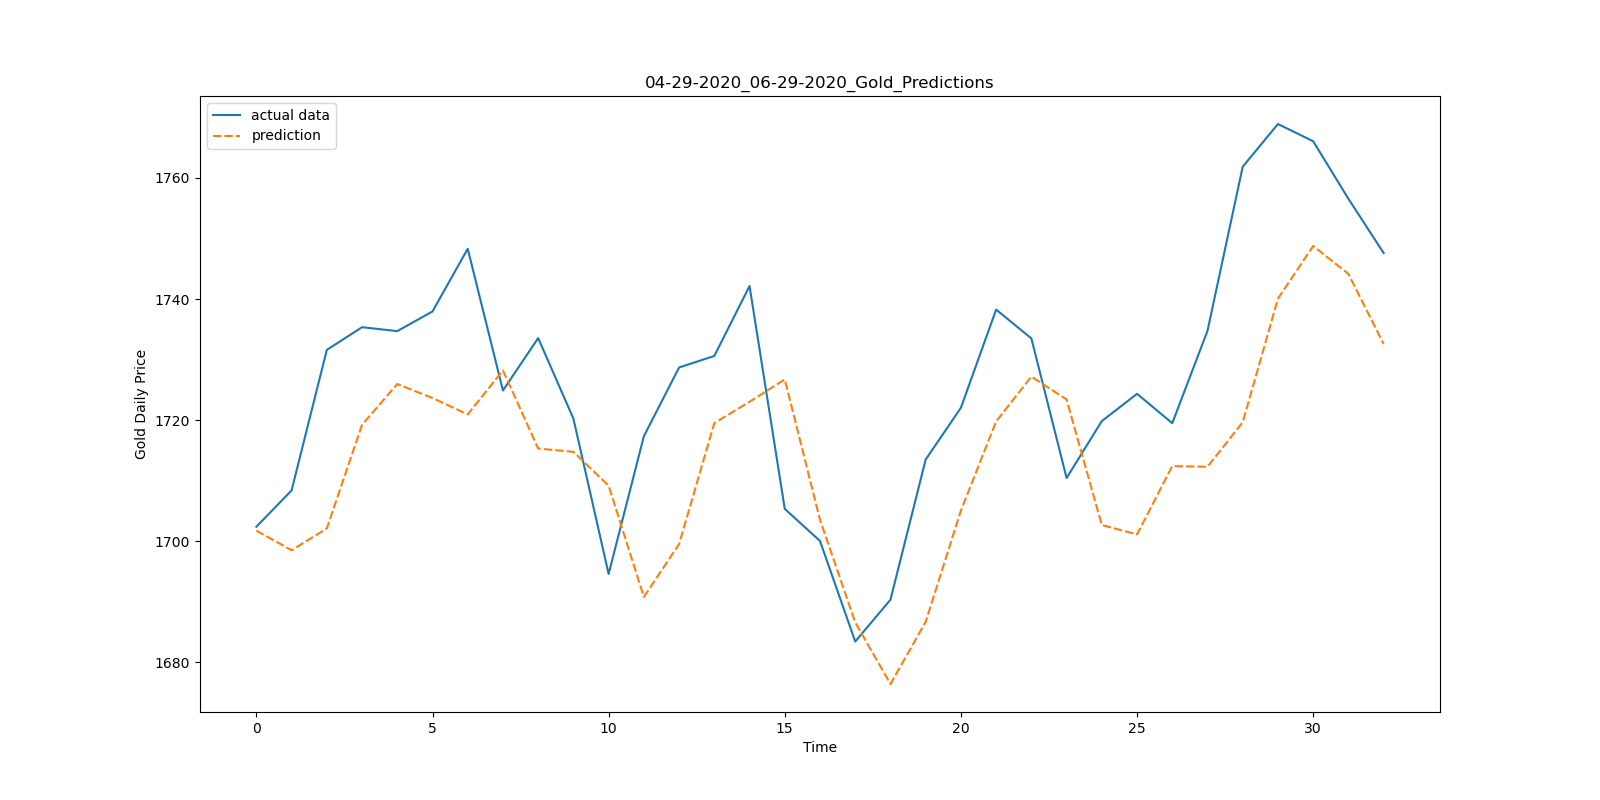 04-29-2020_06-29-2020_Gold_Predictions
actual data
prediction
Gold Daily Price
1760
1740
1720
1700
1680
0 5 10 15 20 25 30
Time